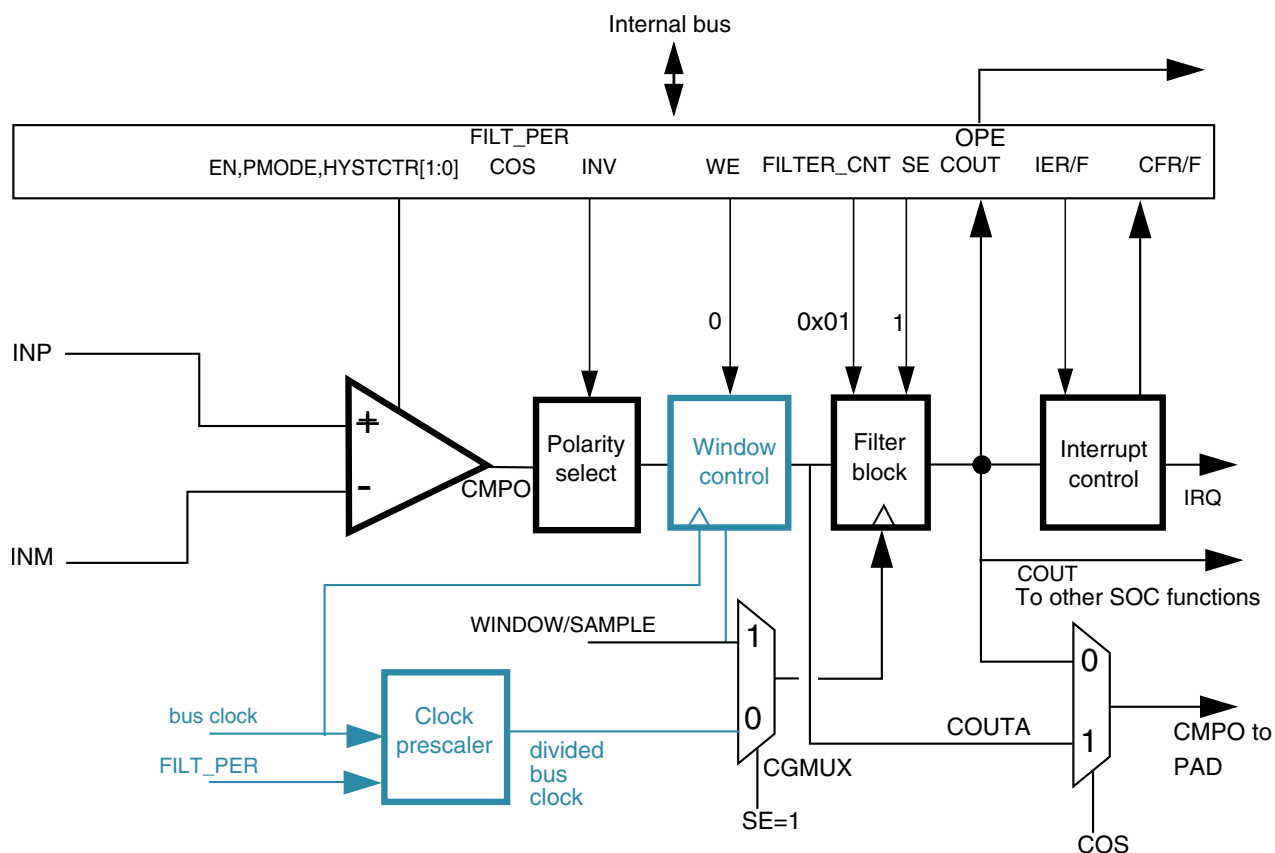 Internal bus
FILT_PER
OPE
EN,PMODE,HYSTCTR[1:0]
COS
INV
WE
FILTER_CNT
SE
COUT
IER/F
CFR/F
0
0x01
1
INP
+
-
INM
CMPO
Polarity
select
Window
control
Filter
block
Interrupt
control
IRQ
COUT
To other SOC functions
WINDOW/SAMPLE
1
0
CGMUX
SE=1
bus clock
FILT_PER
Clock
prescaler
divided
bus
clock
COUTA
0
1
CMPO to
PAD
COS